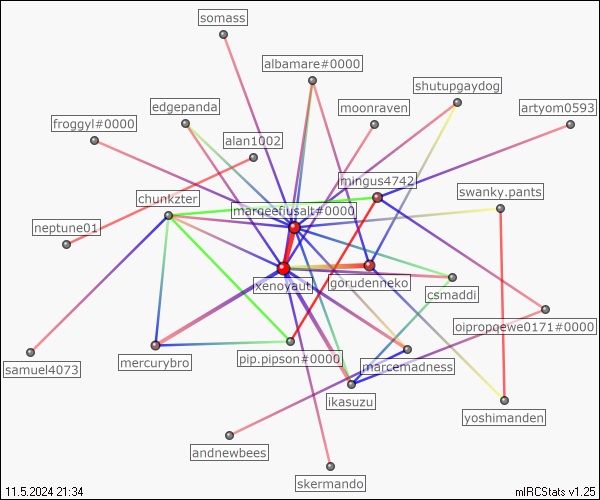 somass
albamare#0000
shutupgaydog
edgepanda
moonraven
artyom0593
froggyl#0000
alan1002
mingus4742
chunkzter
swanky.pants
marqeefiusalt#0000
neptune01
xenovaut
gorudenneko
csmaddi
oipropqewe0171#0000
mercurybro
pip.pipson#0000
marcemadness
samuel4073
ikasuzu
yoshimanden
andnewbees
skermando
11.5.2024 21:34
mIRCStats v1.25